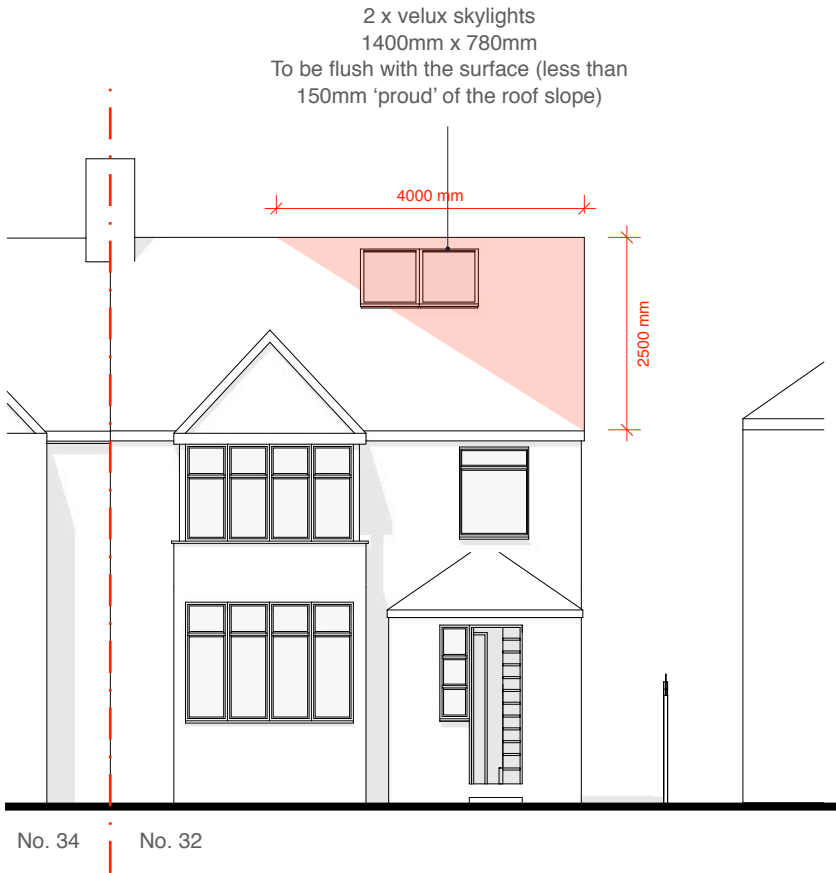 2 x velux skylights
1400mm x 780mm
To be flush with the surface (less than
150mm ‘proud’ of the roof slope)
4000 mm
2500 mm
No. 34
No. 32